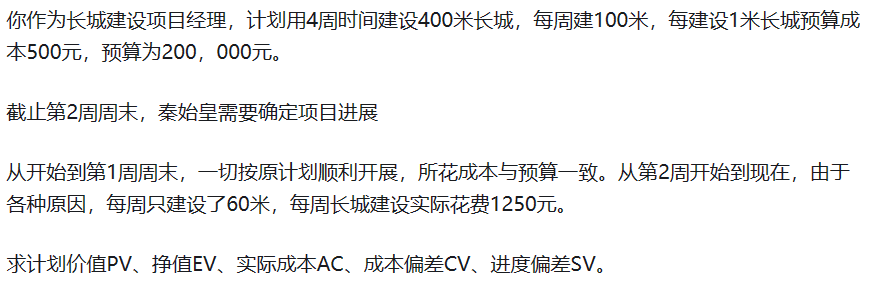 你作为长城建设项目经理，计划用4周时间建设400米长城，每周建100米，每建设1米长城预算成
本500元，预算为200，000元。
截止第2周周末，秦始皇需要确定项目进展
从开始到第1周周末，一切按原计划顺利开展，所花成本与预算一致。从第2周开始到现在，由于
各种原因，每周只建设了60米，每周长城建设实际花费1250元。
求计划价值PV、挣值EV、实际成本AC、成本偏差CV、进度偏差SV。